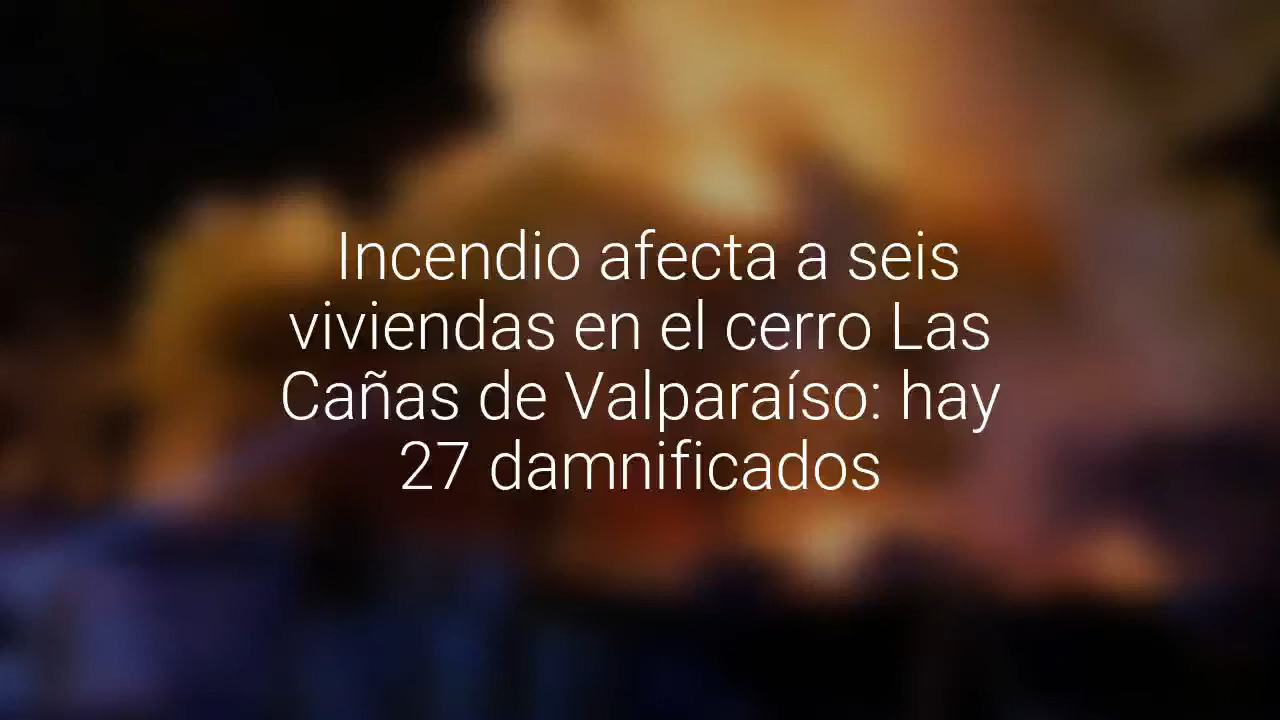 Incendio afecta a seis
viviendas en el cerro Las
Cañas de Valparaíso: hay
27 damnificados